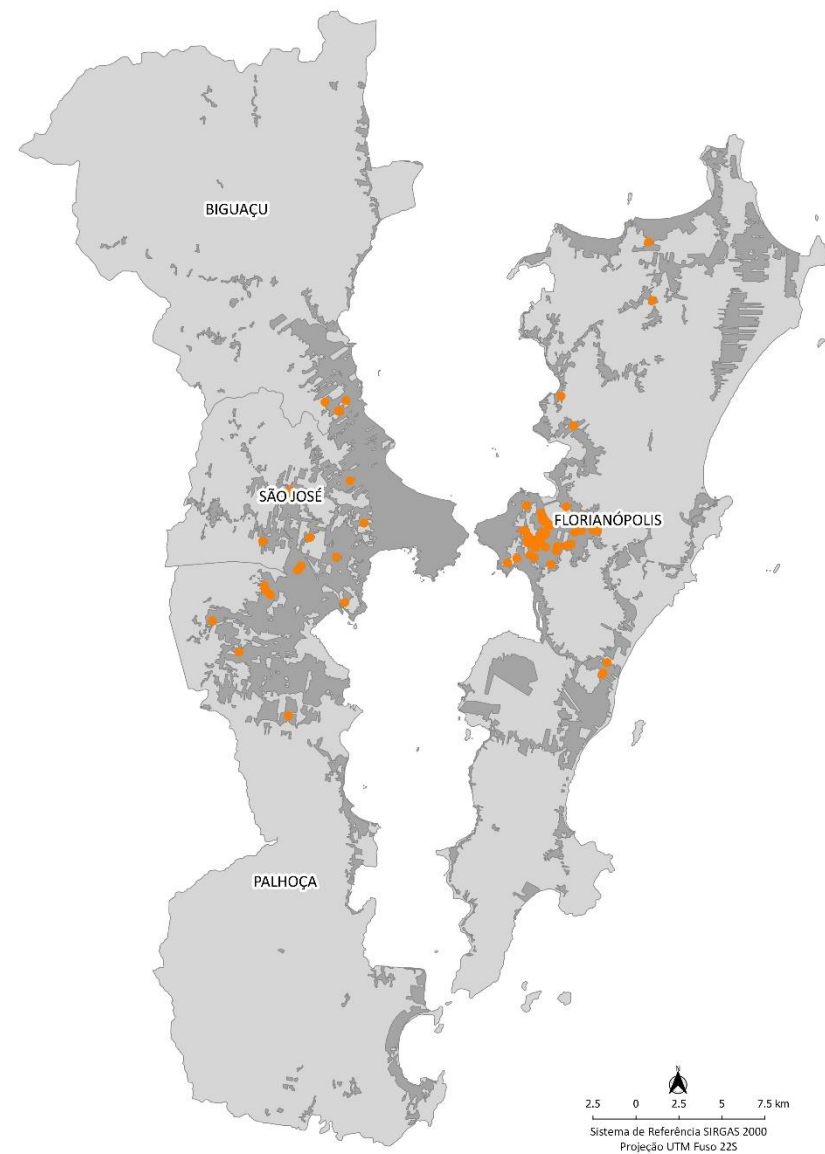 BIGUAÇU
SÃO JOSÉ
FLORIANÓPOLIS
PALHOÇA
N
2.5 0 2.5 5 7.5 km
Sistema de Referência SIRGAS 2000
Projeção UTM Fuso 22S